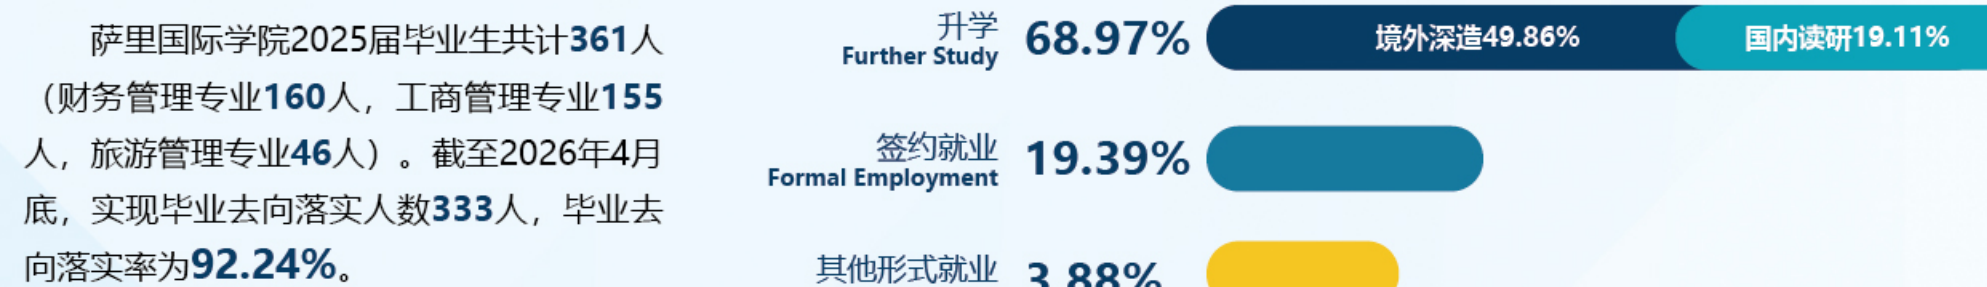 萨里国际学院2025届毕业生共计361人
（财务管理专业160人，工商管理专业155
人，旅游管理专业46人）。截至2026年4月
底，实现毕业去向落实人数333人，毕业去
向落实率为92.24%。
升学
Further Study
68.97%
境外深造49.86%
国内读研19.11%
签约就业
Formal Employment
19.39%
其他形式就业
3.88%